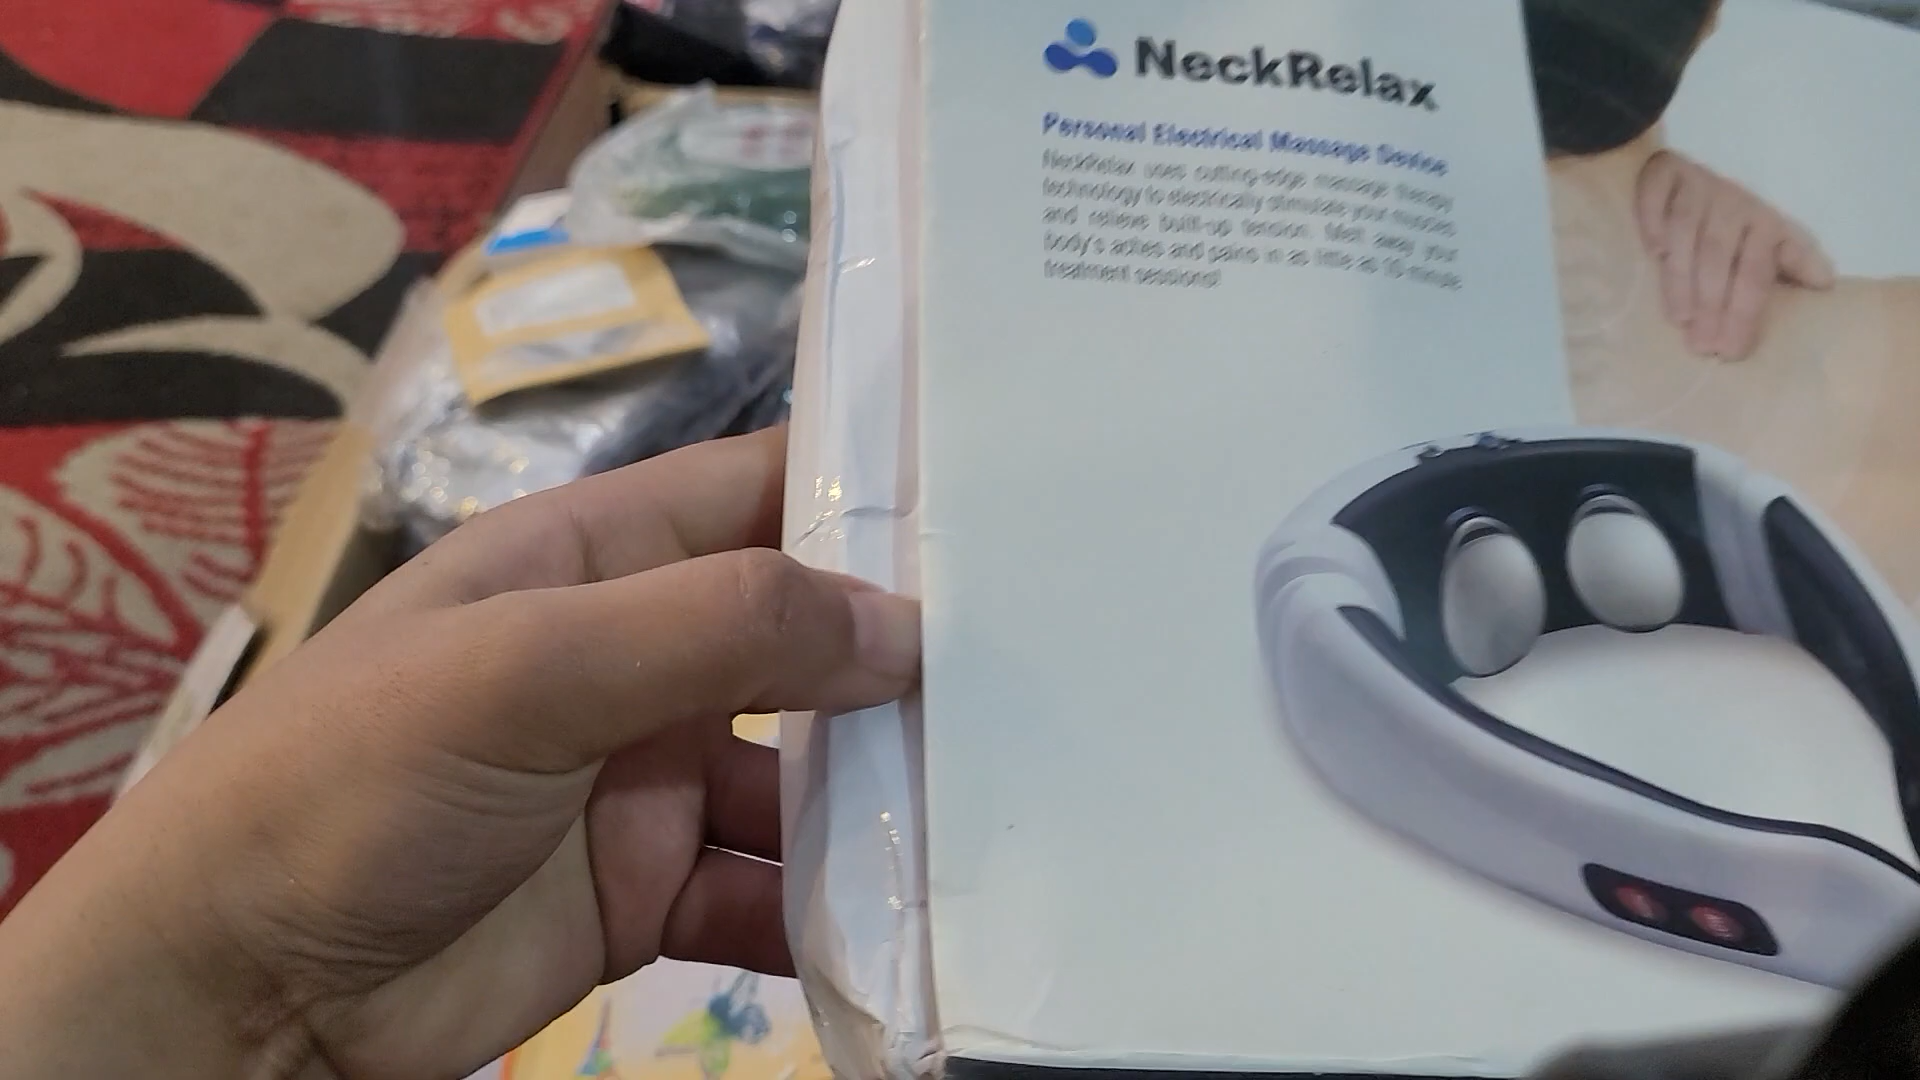 NeckRelax
Personal Electrical Massage Device
NeckRelax uses cutting-edge massage therapy
technology to electrically stimulate your muscles
and relieve built-up tension. Melt away your
body's aches and pains in as little as 15-minute
treatment sessions!